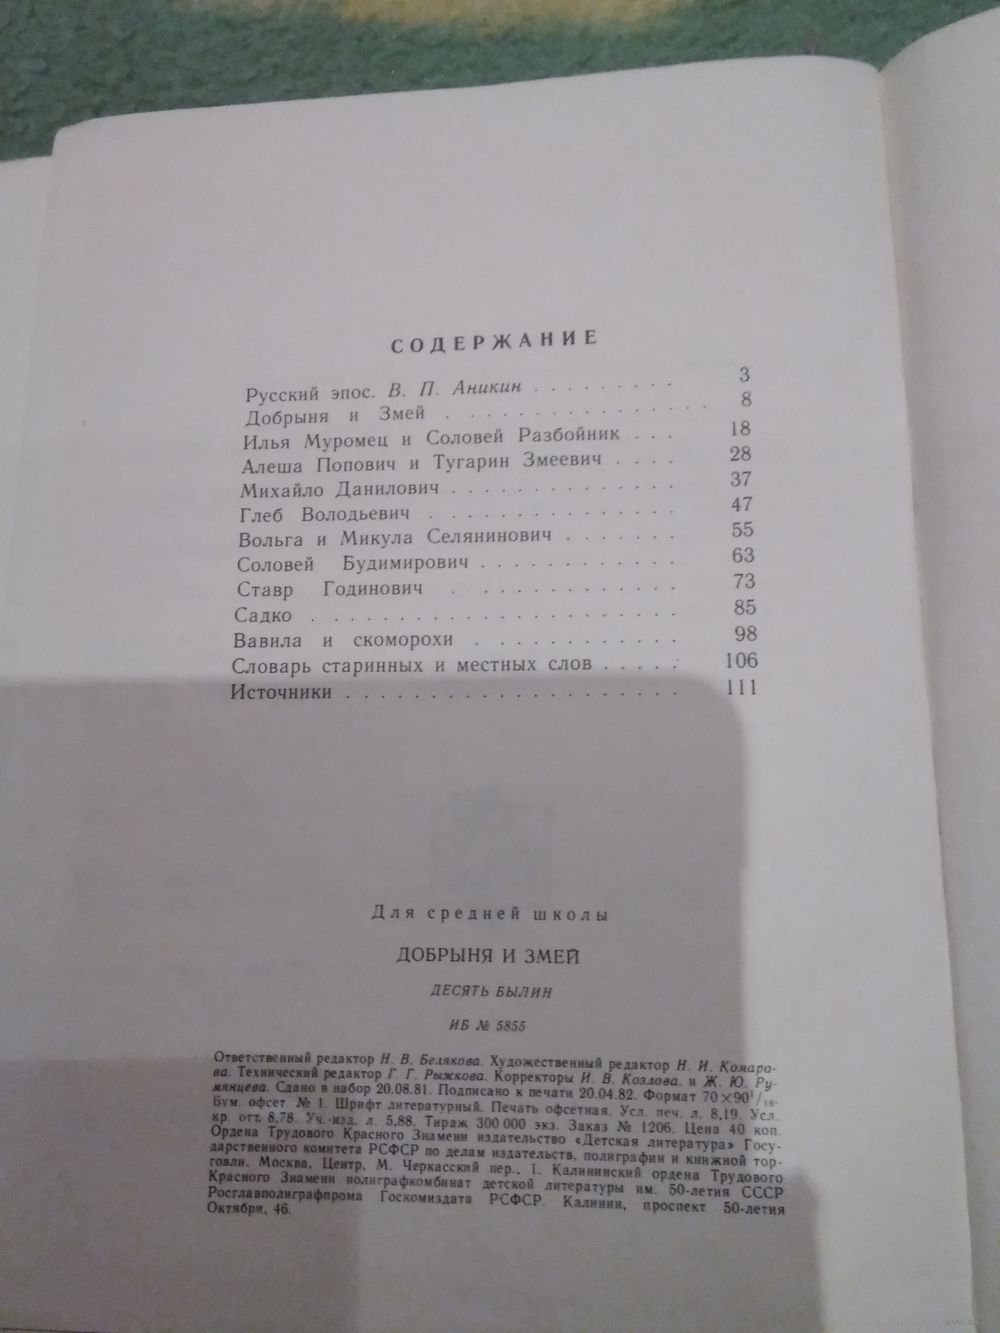 СОДЕРЖАНИЕ
Русский эпос. В. П. Аникин . . . . . . . . . 3
Добрыня и Змей . . . . . . . . . . . . . . . 8
Илья Муромец и Соловей Разбойник . . . 18
Алеша Попович и Тугарин Змеевич . . . . 28
Михайло Данилович . . . . . . . . . . . . . 37
Глеб Володьевич . . . . . . . . . . . . . . 47
Вольга и Микула Селянинович . . . . . . . 55
Соловей Будимирович . . . . . . . . . . . . 63
Ставр Годинович . . . . . . . . . . . . . 73
Садко . . . . . . . . . . . . . . . . . . . 85
Вавила и скоморохи . . . . . . . . . . . 98
Словарь старинных и местных слов . . . . . 106
Источники . . . . . . . . . . . . . . . . . . 111
Для средней школы
ДОБРЫНЯ И ЗМЕЙ
ДЕСЯТЬ БЫЛИН
ИБ № 5855
Ответственный редактор Н. В. Белякова. Художественный редактор Н. И. Комаро-
ва. Технический редактор Г. Г. Рыжкова. Корректоры И. В. Козлова. и Ж. Ю. Ру-
мянцева. Сдано в набор 20.08.81. Подписано к печати 20.04.82. Формат 70×90¹/₁₆.
Бум. офсет. № 1. Шрифт литературный. Печать офсетная. Усл. печ. л. 8,19. Усл.
кр. отт. 8,78. Уч.-изд. л. 5,88. Тираж 300 000 экз. Заказ № 1206. Цена 40 коп.
Ордена Трудового Красного Знамени издательство «Детская литература» Госу-
дарственного комитета РСФСР по делам издательств, полиграфии и книжной тор-
говли. Москва, Центр, М. Черкасский пер., 1. Калининский ордена Трудового
Красного Знамени полиграфкомбинат детской литературы им. 50-летия СССР
Росглавполиграфпрома Госкомиздата РСФСР. Калинин, проспект 50-летия
Октября, 46.